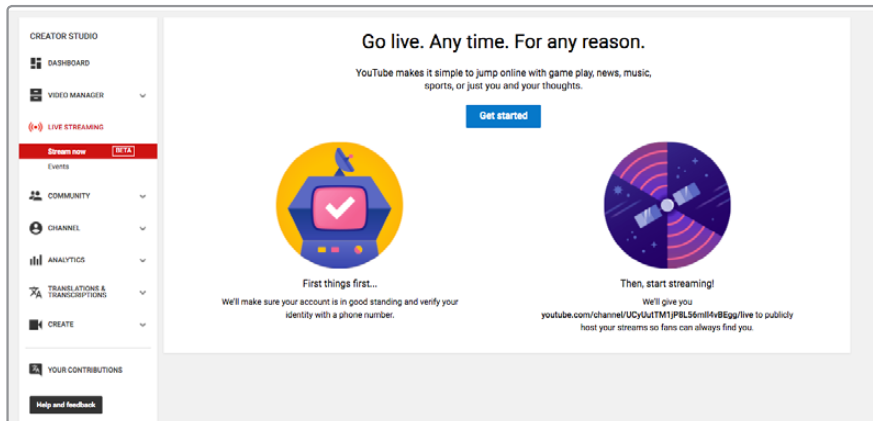 CREATOR STUDIO
DASHBOARD
VIDEO MANAGER
LIVE STREAMING
Stream now BETA
Events
COMMUNITY
CHANNEL
ANALYTICS
TRANSLATIONS &
TRANSCRIPTIONS
CREATE
YOUR CONTRIBUTIONS
Help and feedback
Go live. Any time. For any reason.
YouTube makes it simple to jump online with game play, news, music,
sports, or just you and your thoughts.
Get started
First things first...
We'll make sure your account is in good standing and verify your
identity with a phone number.
Then, start streaming!
We'll give you
youtube.com/channel/UCyUutTM1jP8L56mIl4vBEgg/live to publicly
host your streams so fans can always find you.